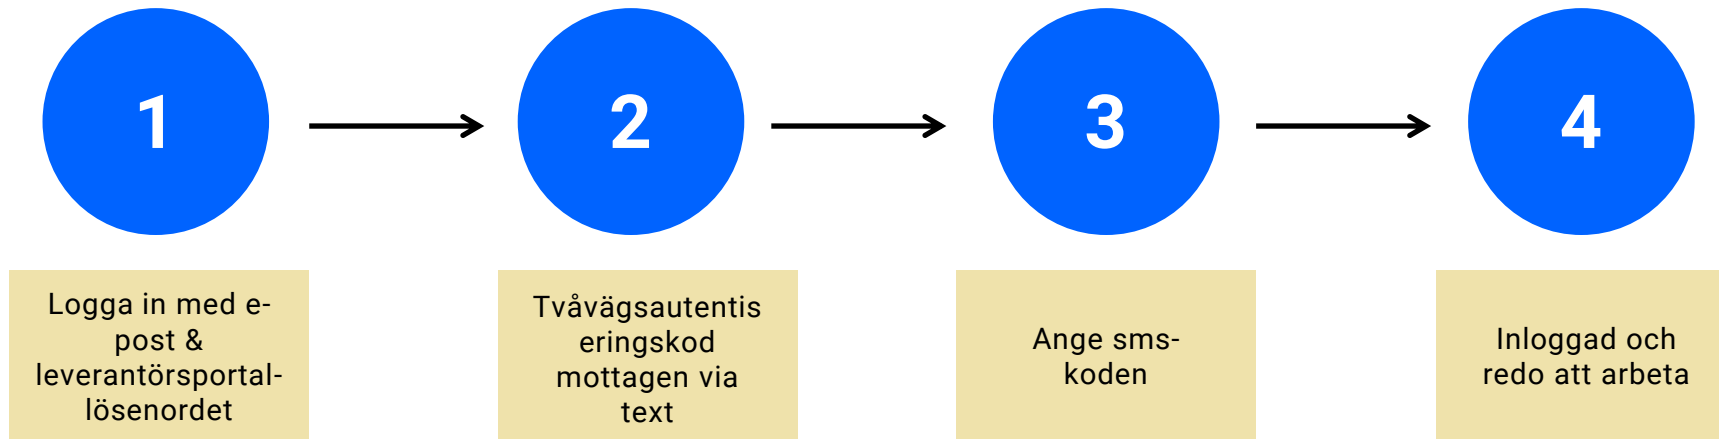 1
2
3
4
Logga in med e-
post &
leverantörsportal-
lösenordet
Tvåvägsautentis
eringskod
mottagen via
text
Ange sms-
koden
Inloggad och
redo att arbeta